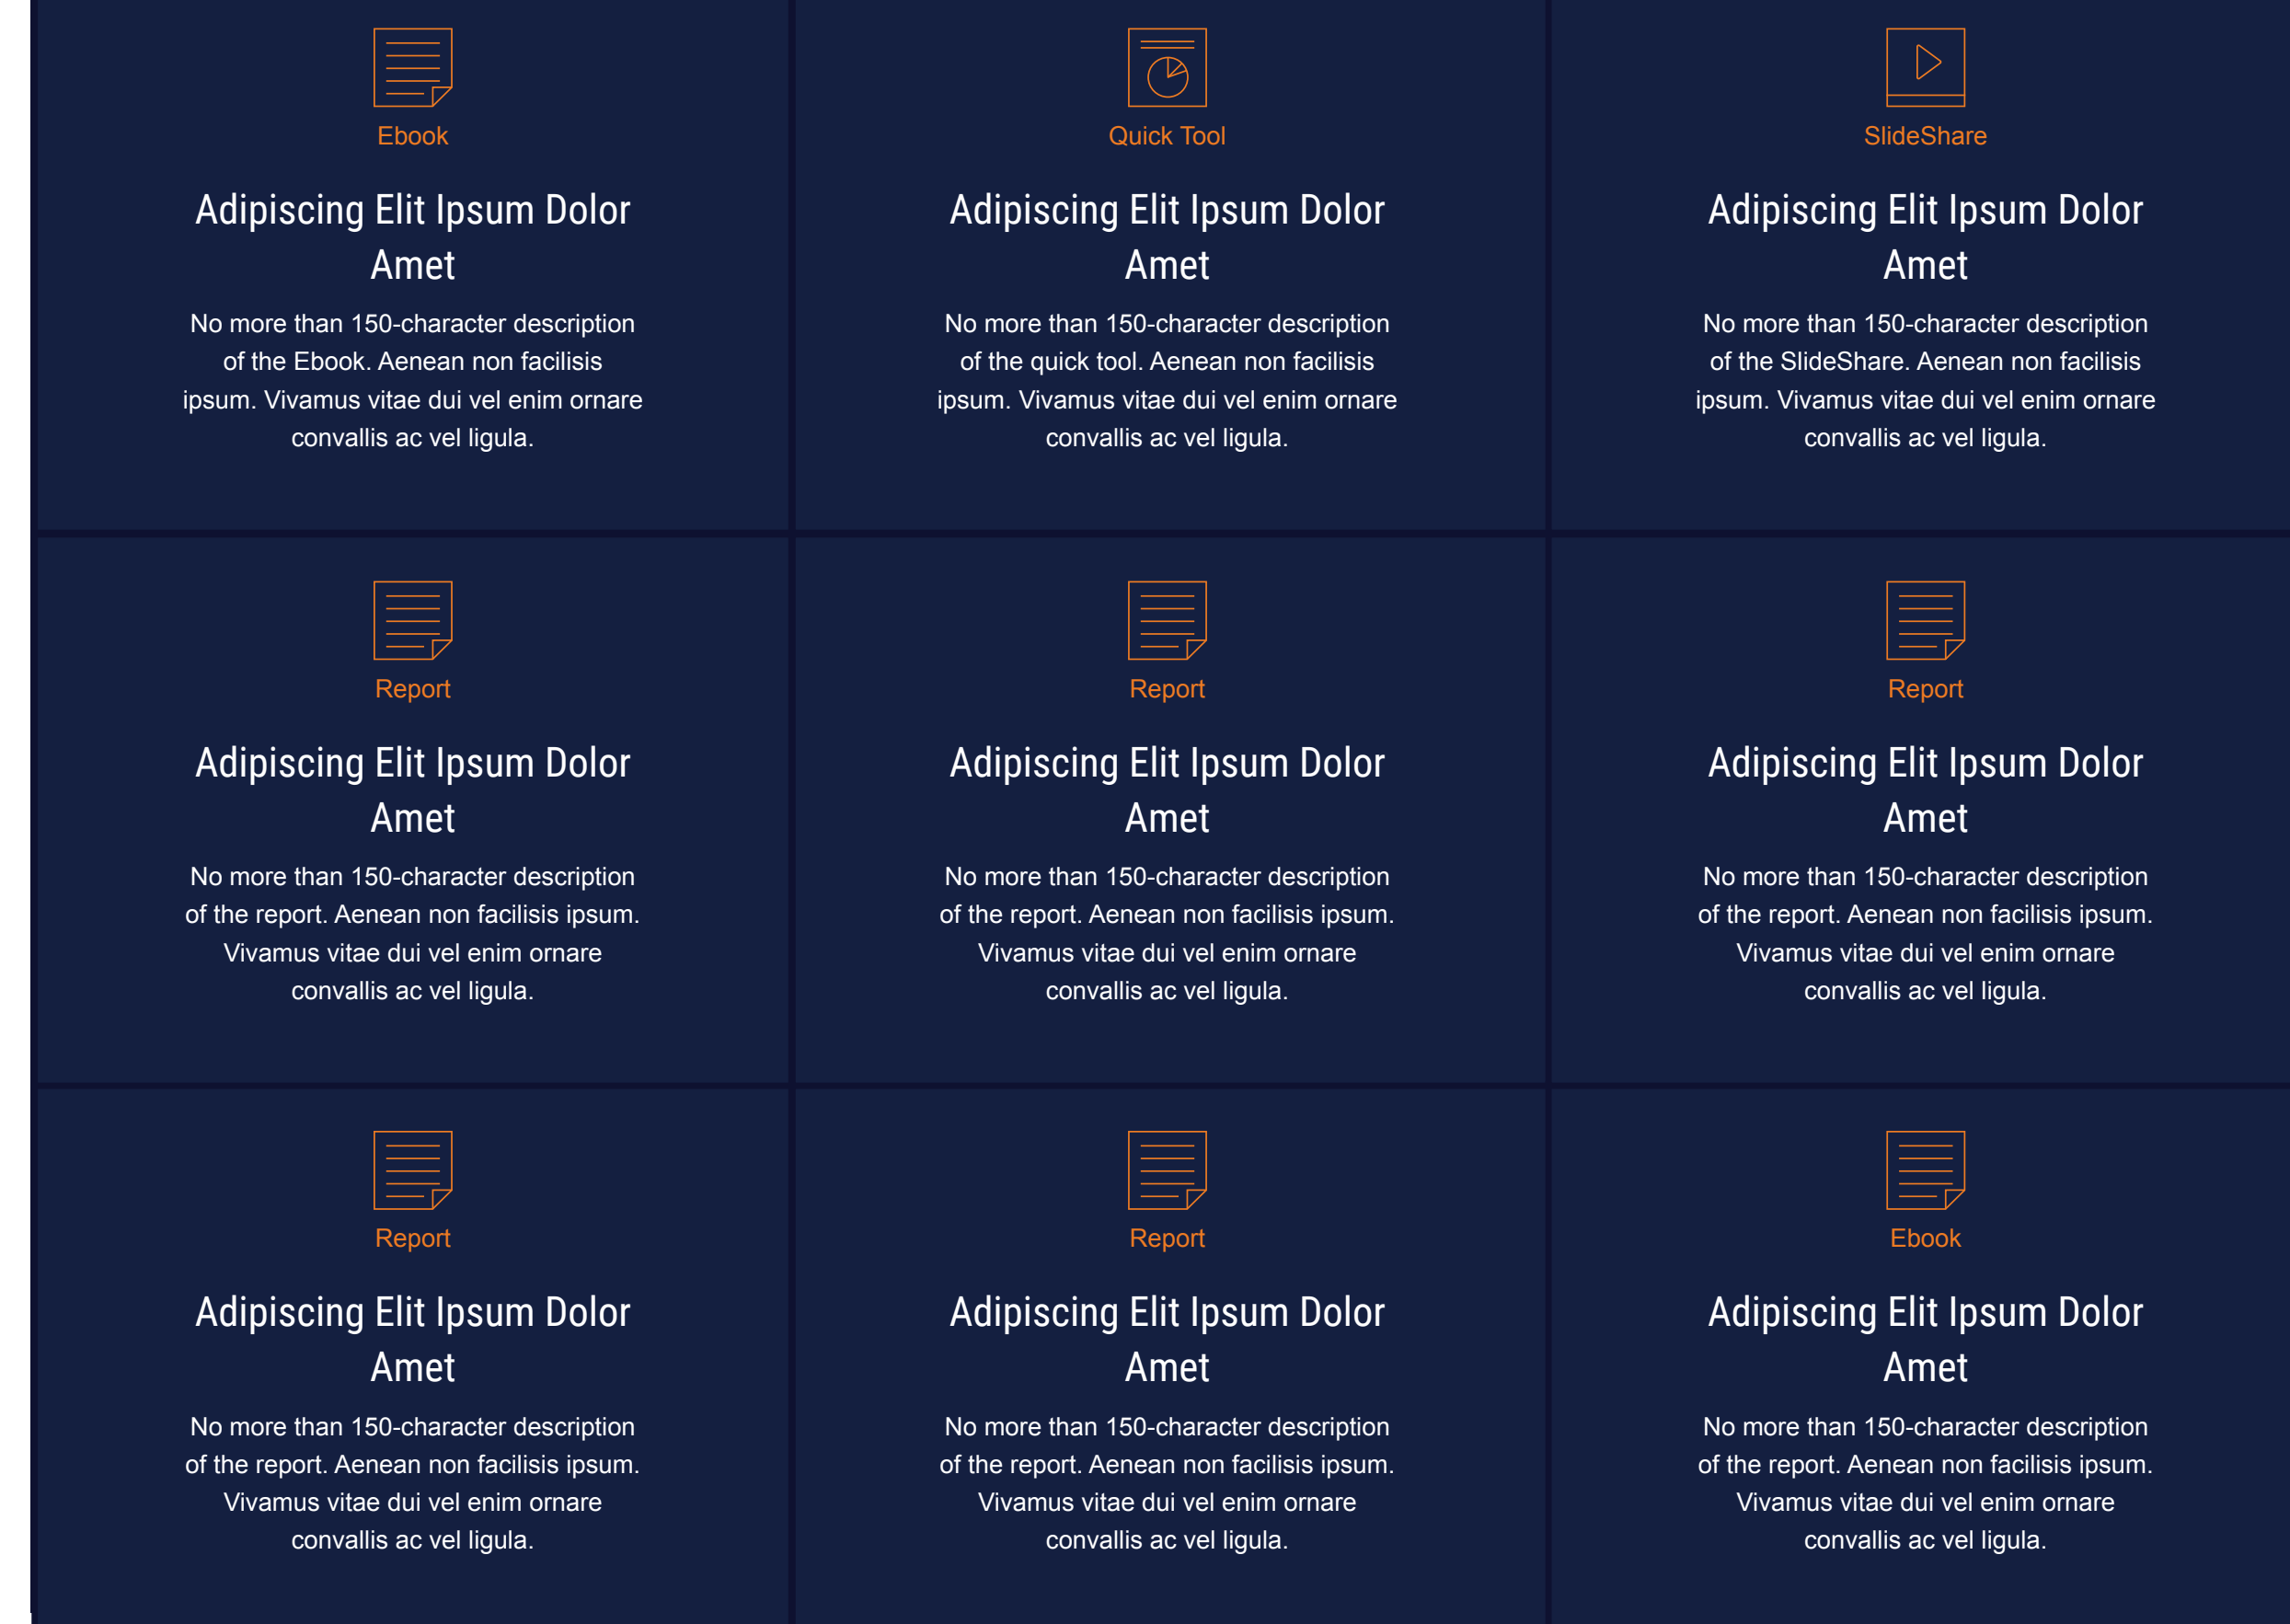 Ebook
Adipiscing Elit Ipsum Dolor
Amet
No more than 150-character description
of the Ebook. Aenean non facilisis
ipsum. Vivamus vitae dui vel enim ornare
convallis ac vel ligula.
Quick Tool
Adipiscing Elit Ipsum Dolor
Amet
No more than 150-character description
of the quick tool. Aenean non facilisis
ipsum. Vivamus vitae dui vel enim ornare
convallis ac vel ligula.
SlideShare
Adipiscing Elit Ipsum Dolor
Amet
No more than 150-character description
of the SlideShare. Aenean non facilisis
ipsum. Vivamus vitae dui vel enim ornare
convallis ac vel ligula.
Report
Adipiscing Elit Ipsum Dolor
Amet
No more than 150-character description
of the report. Aenean non facilisis ipsum.
Vivamus vitae dui vel enim ornare
convallis ac vel ligula.
Report
Adipiscing Elit Ipsum Dolor
Amet
No more than 150-character description
of the report. Aenean non facilisis ipsum.
Vivamus vitae dui vel enim ornare
convallis ac vel ligula.
Report
Adipiscing Elit Ipsum Dolor
Amet
No more than 150-character description
of the report. Aenean non facilisis ipsum.
Vivamus vitae dui vel enim ornare
convallis ac vel ligula.
Report
Adipiscing Elit Ipsum Dolor
Amet
No more than 150-character description
of the report. Aenean non facilisis ipsum.
Vivamus vitae dui vel enim ornare
convallis ac vel ligula.
Report
Adipiscing Elit Ipsum Dolor
Amet
No more than 150-character description
of the report. Aenean non facilisis ipsum.
Vivamus vitae dui vel enim ornare
convallis ac vel ligula.
Ebook
Adipiscing Elit Ipsum Dolor
Amet
No more than 150-character description
of the report. Aenean non facilisis ipsum.
Vivamus vitae dui vel enim ornare
convallis ac vel ligula.